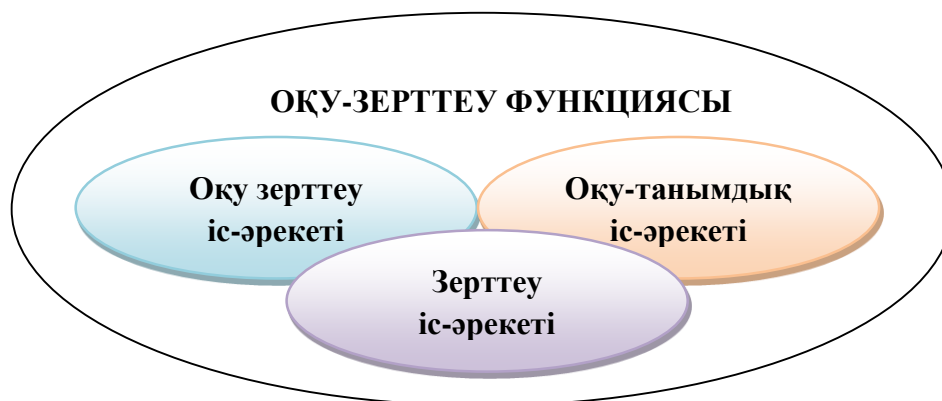 ОҚУ-ЗЕРТТЕУ ФУНКЦИЯСЫ
Оқу зерттеу
іс-әрекеті
Оқу-танымдық
іс-әрекеті
Зерттеу
іс-әрекеті